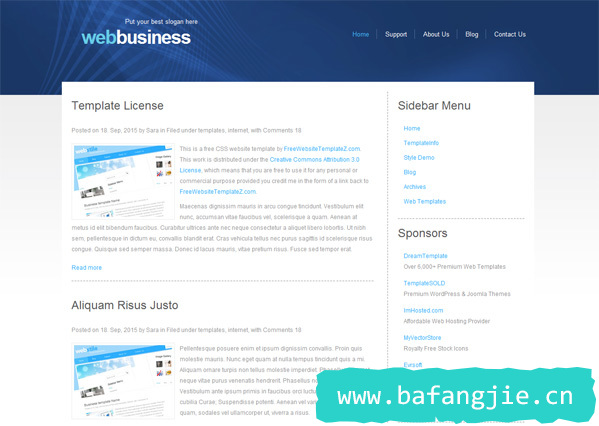 Put your best slogan here
webbusiness
Home
Support
About Us
Blog
Contact Us
Template License
Posted on 18. Sep, 2015 by Sara in Filed under templates, internet, with Comments 18
This is a free CSS website template by FreeWebsiteTemplateZ.com.
This work is distributed under the Creative Commons Attribution 3.0
License, which means that you are free to use it for any personal or
commercial purpose provided you credit me in the form of a link back to
FreeWebsiteTemplateZ.com.
Maecenas dignissim mauris in arcu congue tincidunt. Vestibulum elit
nunc, accumsan vitae faucibus vel, scelerisque a quam. Aenean at
metus id elit bibendum faucibus. Curabitur ultrices ante nec neque consectetur a aliquet libero lobortis. Ut nibh
sem, pellentesque in dictum eu, convallis blandit erat. Cras vehicula tellus nec purus sagittis id scelerisque risus
congue. Quisque sed semper massa. Donec id lacus mauris, vitae pretium risus. Fusce sed tempor erat.
Read more
Aliquam Risus Justo
Posted on 18. Sep, 2015 by Sara in Filed under templates, internet, with Comments 18
Pellentesque posuere enim et ipsum dignissim convallis. Proin quis
molestie mauris. Nunc eget quam at nulla tempus tincidunt quis a mi.
Aliquam ornare turpis non tellus molestie imperdiet.
neque vitae purus venenatis hendrerit. Phasellus
Vestibulum ante ipsum primis in faucibus orci
cubilia Curae; Suspendisse potenti. Aenean vel
quam, sodales vel ullamcorper ut, viverra a risus.
Sidebar Menu
Home
TemplateInfo
Style Demo
Blog
Archives
Web Templates
Sponsors
DreamTemplate
Over 6,000+ Premium Web Templates
TemplateSOLD
Premium WordPress & Joomla Themes
ImHosted.com
Affordable Web Hosting Provider
MyVectorStore
Royalty Free Stock Icons
Evrsoft
www.bafangjie.cn